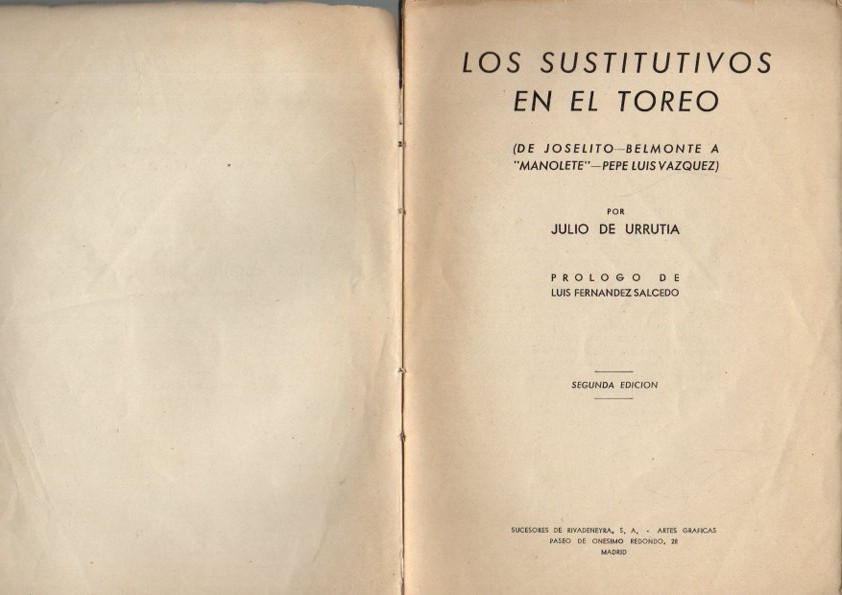 LOS SUSTITUTIVOS
EN EL TOREO
(DE JOSELITO—BELMONTE A
"MANOLETE"—PEPE LUIS VAZQUEZ)
POR
JULIO DE URRUTIA
PROLOGO DE
LUIS FERNANDEZ SALCEDO
SEGUNDA EDICION
SUCESORES DE RIVADENEYRA, S. A. - ARTES GRAFICAS
PASEO DE ONESIMO REDONDO, 28
MADRID